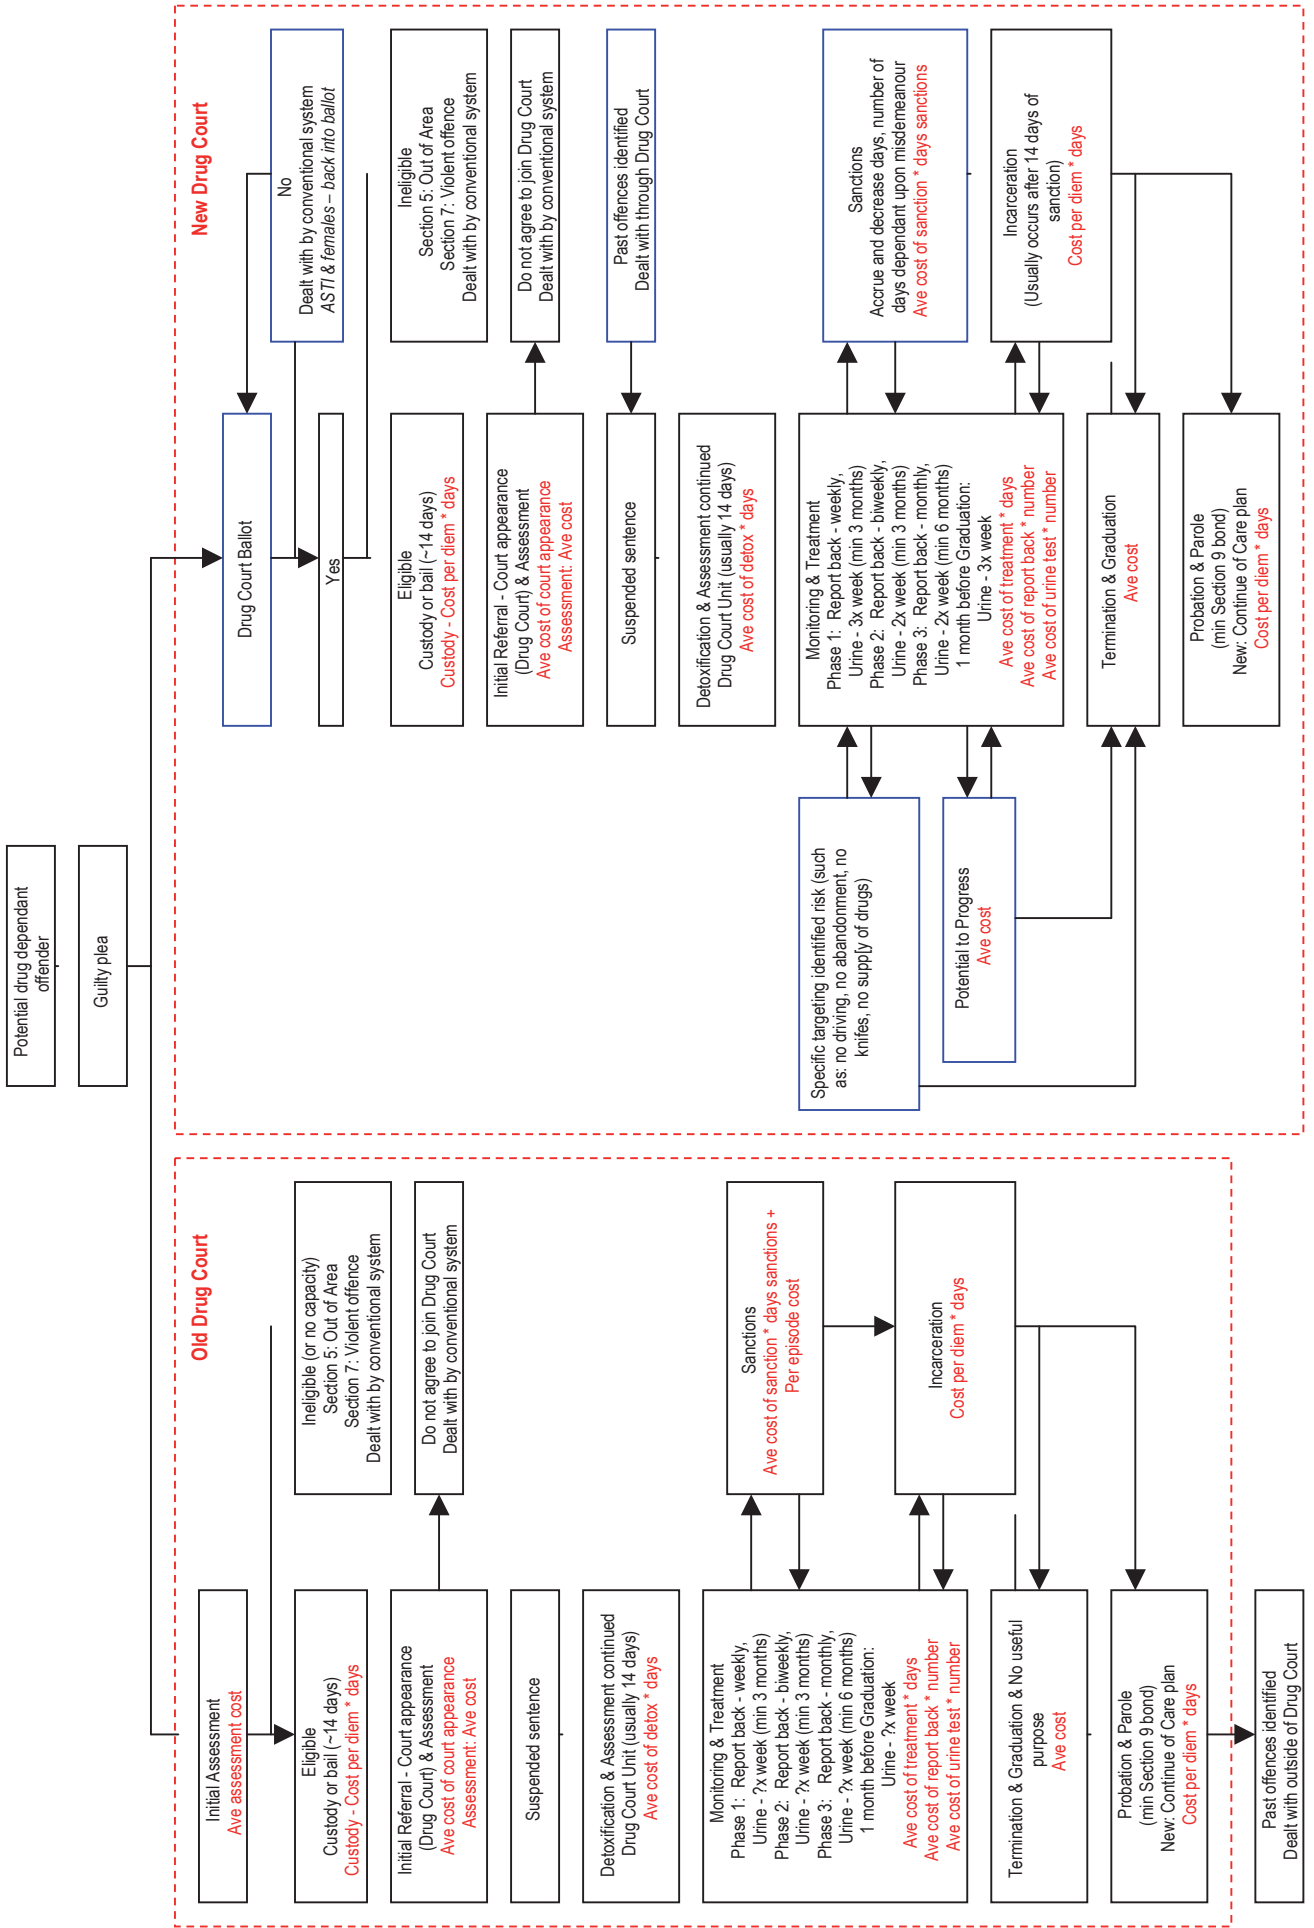 Potential drug dependant
offender
Guilty plea
Old Drug Court
Initial Assessment
Ave assessment cost
Eligible
Custody or bail (~14 days)
Custody - Cost per diem * days
Ineligible (or no capacity)
Section 5: Out of Area
Section 7: Violent offence
Dealt with by conventional system
Initial Referral - Court appearance
(Drug Court) & Assessment
Ave cost of court appearance
Assessment: Ave cost
Do not agree to join Drug Court
Dealt with by conventional system
Suspended sentence
Detoxification & Assessment continued
Drug Court Unit (usually 14 days)
Ave cost of detox * days
Monitoring & Treatment
Phase 1: Report back - weekly,
Urine - ?x week (min 3 months)
Phase 2: Report back - biweekly,
Urine - ?x week (min 3 months)
Phase 3: Report back - monthly,
Urine - ?x week (min 6 months)
1 month before Graduation:
Urine - ?x week
Ave cost of treatment * days
Ave cost of report back * number
Ave cost of urine test * number
Sanctions
Ave cost of sanction * days sanctions +
Per episode cost
Incarceration
Cost per diem * days
Termination & Graduation & No useful
purpose
Ave cost
Probation & Parole
(min Section 9 bond)
New: Continue of Care plan
Cost per diem * days
Past offences identified
Dealt with outside of Drug Court
New Drug Court
Drug Court Ballot
No
Dealt with by conventional system
ASTI & females – back into ballot
Yes
Eligible
Custody or bail (~14 days)
Custody - Cost per diem * days
Ineligible
Section 5: Out of Area
Section 7: Violent offence
Dealt with by conventional system
Initial Referral - Court appearance
(Drug Court) & Assessment
Ave cost of court appearance
Assessment: Ave cost
Do not agree to join Drug Court
Dealt with by conventional system
Suspended sentence
Past offences identified
Dealt with through Drug Court
Detoxification & Assessment continued
Drug Court Unit (usually 14 days)
Ave cost of detox * days
Specific targeting identified risk (such
as: no driving, no abandonment, no
knifes, no supp[y of drugs)
Potential to Progress
Ave cost
Monitoring & Treatment
Phase 1: Report back - weekly,
Urine - 3x week (min 3 months)
Phase 2: Report back - biweekly,
Urine - 2x week (min 3 months)
Phase 3: Report back - monthly,
Urine - 2x week (min 6 months)
1 month before Graduation:
Urine - 3x week
Ave cost of treatment * days
Ave cost of report back * number
Ave cost of urine test * number
Sanctions
Accrue and decrease days, number of
days dependant upon misdemeanour
Ave cost of sanction * days sanctions
Incarceration
(Usually occurs after 14 days of
sanction)
Cost per diem * days
Termination & Graduation
Ave cost
Probation & Parole
(min Section 9 bond)
New: Continue of Care plan
Cost per diem * days